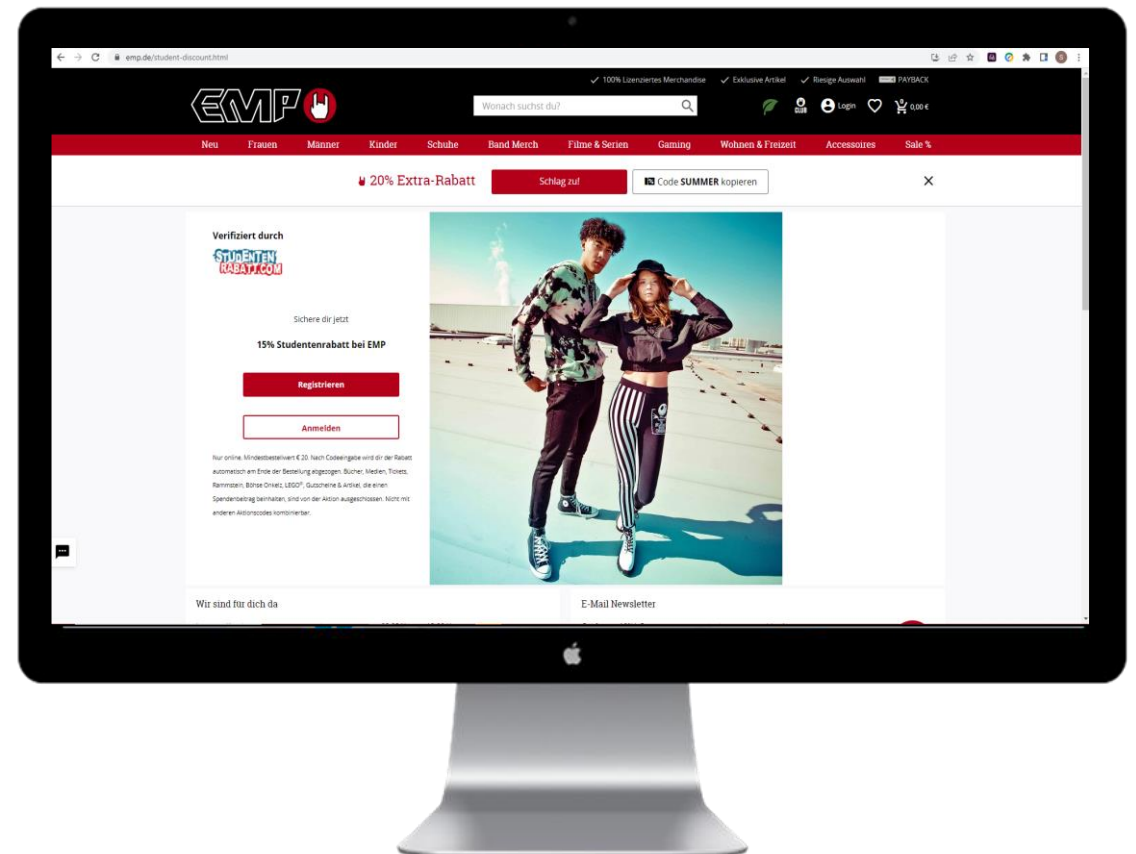 emp.de/student-discount.html
100% Lizenziertes Merchandise Exklusive Artikel Riesige Auswahl PAYBACK
EMP
Wonach suchst du?
CLUB
Login
0
0,00 €
Neu Frauen Männer Kinder Schuhe Band Merch Filme & Serien Gaming Wohnen & Freizeit Accessoires Sale %
20% Extra-Rabatt Schlag zu! Code SUMMER kopieren
Verifiziert durch
STUDENTEN
RABATT.COM
Sichere dir jetzt
15% Studentenrabatt bei EMP
Registrieren
Anmelden
Nur online. Mindestbestellwert € 20. Nach Codeeingabe wird dir der Rabatt
automatisch am Ende der Bestellung abgezogen. Bücher, Medien, Tickets,
Rammstein, Böhse Onkelz, LEGO®, Gutscheine & Artikel, die einen
Spendenbeitrag beinhalten, sind von der Aktion ausgeschlossen. Nicht mit
anderen Aktionscodes kombinierbar.
Wir sind für dich da E-Mail Newsletter